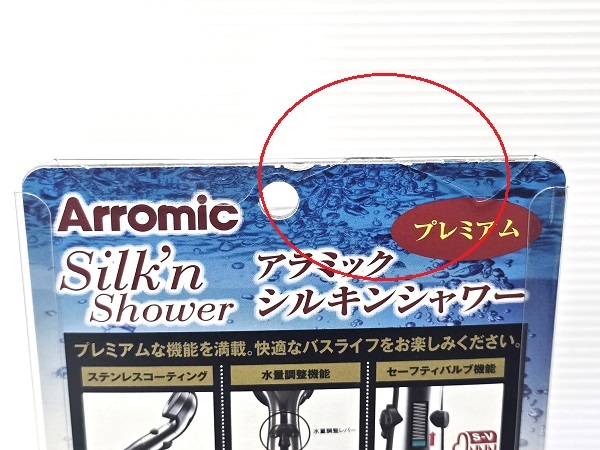 Arromic
プレミアム
Silk'n
Shower
アラミック
シルキンシャワー
プレミアムな機能を満載。快適なバスライフをお楽しみください。
ステンレスコーティング
水量調整機能
セーフティバルブ機能
水量調整レバー
S-V